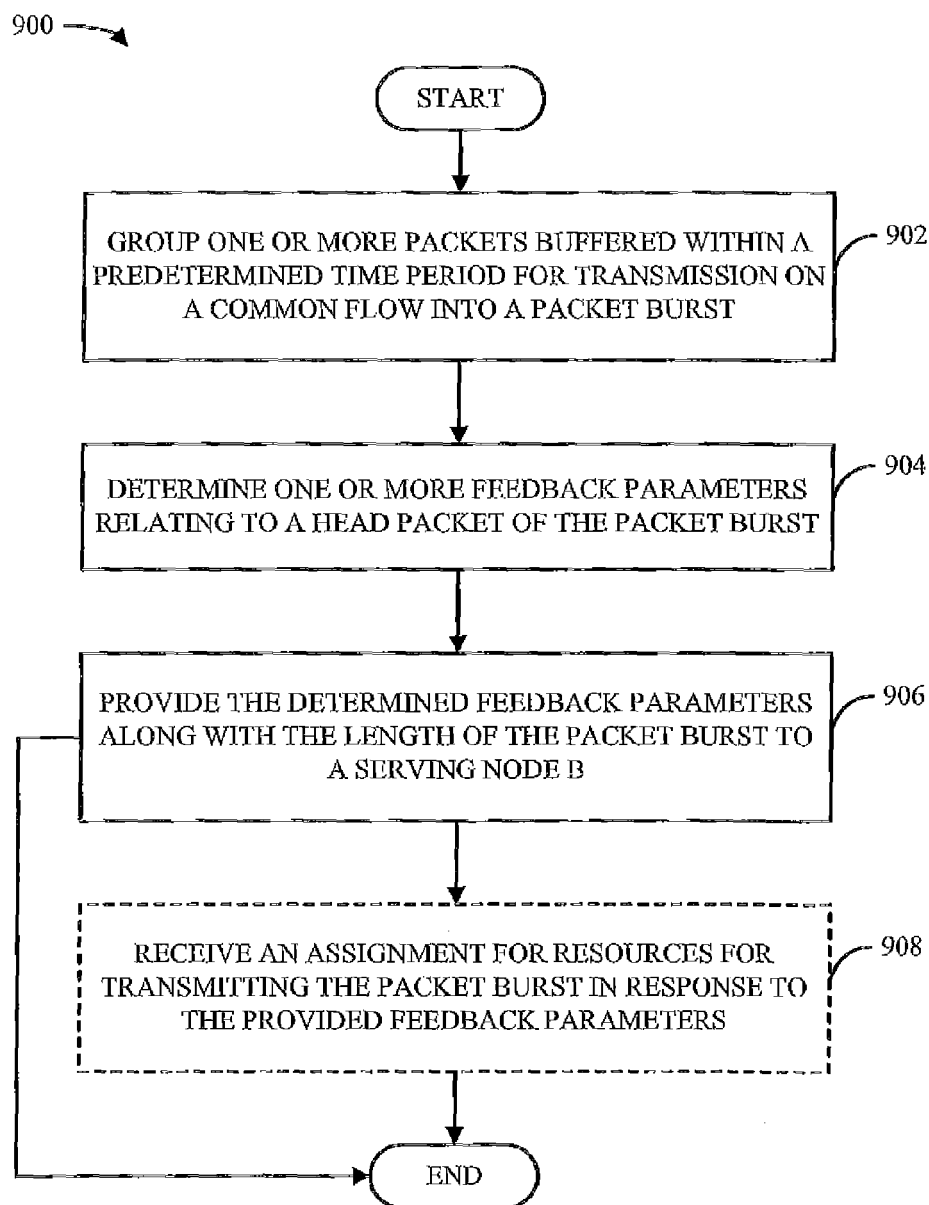 900
START
GROUP ONE OR MORE PACKETS BUFFERED WITHIN A
PREDETERMINED TIME PERIOD FOR TRANSMISSION ON
A COMMON FLOW INTO A PACKET BURST
902
DETERMINE ONE OR MORE FEEDBACK PARAMETERS
RELATING TO A HEAD PACKET OF THE PACKET BURST
904
PROVIDE THE DETERMINED FEEDBACK PARAMETERS
ALONG WITH THE LENGTH OF THE PACKET BURST TO
A SERVING NODE B
906
RECEIVE AN ASSIGNMENT FOR RESOURCES FOR
TRANSMITTING THE PACKET BURST IN RESPONSE TO
THE PROVIDED FEEDBACK PARAMETERS
908
END